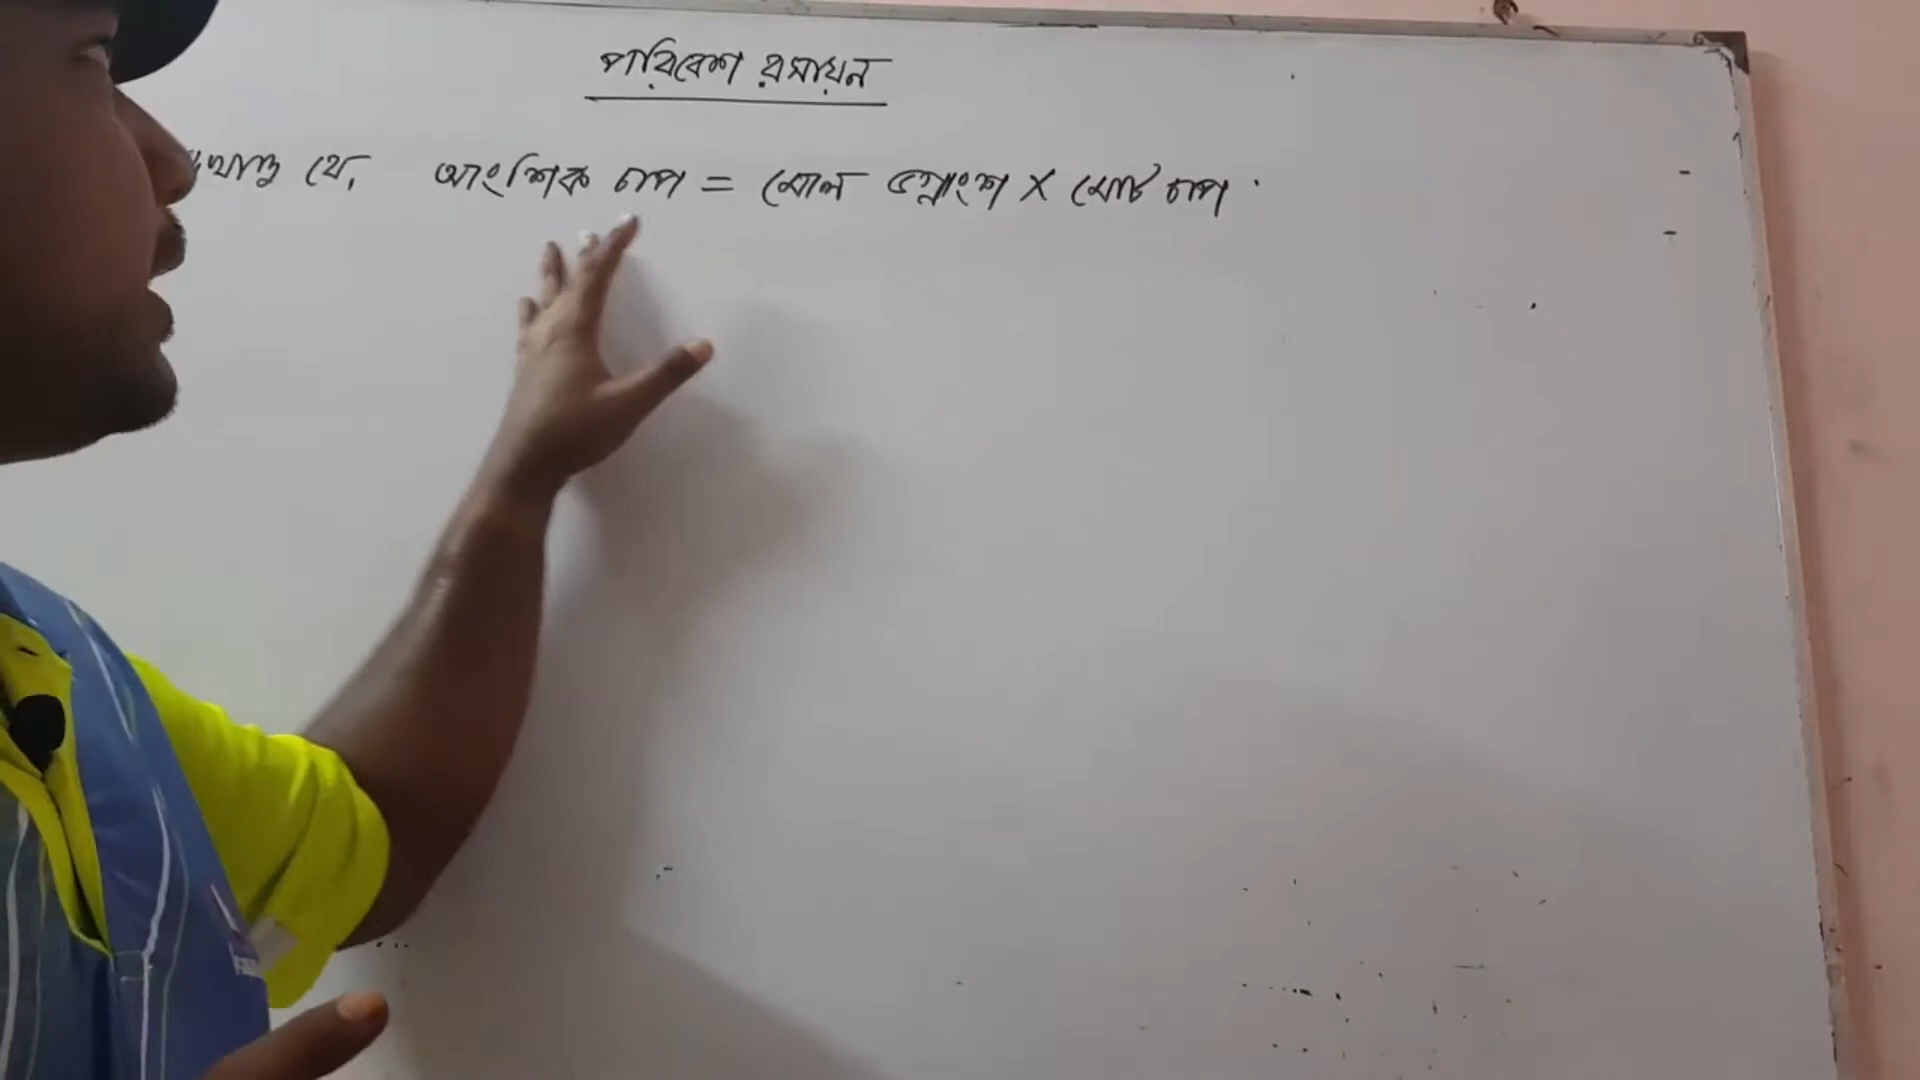 পরিবেশ রসায়ন
দেখাও যে, আংশিক চাপ = মোল ভগ্নাংশ × মোট চাপ